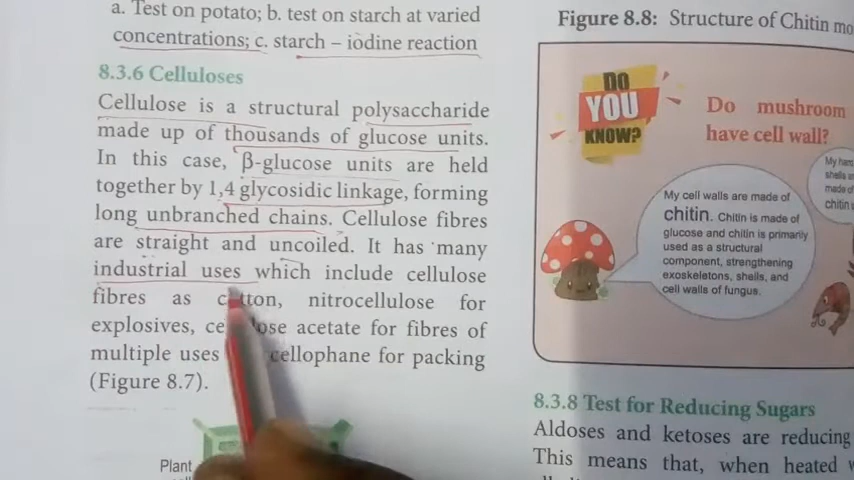 a. Test on potato; b. test on starch at varied
concentrations; c. starch – iodine reaction
8.3.6 Celluloses
Cellulose is a structural polysaccharide
made up of thousands of glucose units.
In this case, β-glucose units are held
together by 1,4 glycosidic linkage, forming
long unbranched chains. Cellulose fibres
are straight and uncoiled. It has many
industrial uses which include cellulose
fibres as cotton, nitrocellulose for
explosives, cellulose acetate for fibres of
multiple uses cellophane for packing
(Figure 8.7).
Plant
Figure 8.8: Structure of Chitin
DO
YOU
KNOW?
Do mushroom
have cell wall?
My cell walls are made of
chitin. Chitin is made of
glucose and chitin is primarily
used as a structural
component, strengthening
exoskeletons, shells, and
cell walls of fungus.
My
made of
chitin
8.3.8 Test for Reducing Sugars
Aldoses and ketoses are reducing
This means that, when heated